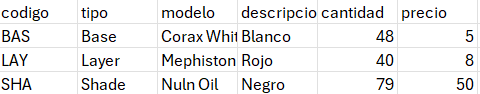 codigo tipo modelo descripcio cantidad precio
BAS Base Corax Whit Blanco 48 5
LAY Layer Mephiston Rojo 40 8
SHA Shade Nuln Oil Negro 79 50